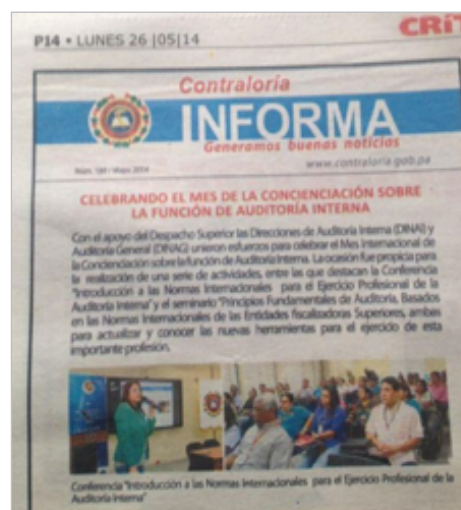 P14 • LUNES 26 |05|14
CRíT
Contraloría
INFORMA
Generamos buenas noticias
www.contraloria.gob.pa
CELEBRANDO EL MES DE LA CONCIENCIACIÓN SOBRE
LA FUNCIÓN DE AUDITORÍA INTERNA
Con el apoyo del Despacho Superior las Direcciones de Auditoría Interna (DINAI) y
Auditoría General (DINAG) unieron esfuerzos para celebrar el Mes Internacional de
la Concienciación sobre la función de Auditoría Interna. La ocasión fue propicia para
la realización de una serie de actividades, entre las que destacan la Conferencia
"Introducción a las Normas Internacionales para el Ejercicio Profesional de la
Auditoría Interna" y el seminario "Principios Fundamentales de Auditoría, Basados
en las Normas Internacionales de las Entidades fiscalizadoras Superiores, ambas
para actualizar y conocer las nuevas herramientas para el ejercicio de esta
importante profesión.
Conferencia "Introducción a las Normas Internacionales para el Ejercicio Profesional de la
Auditoría Interna"